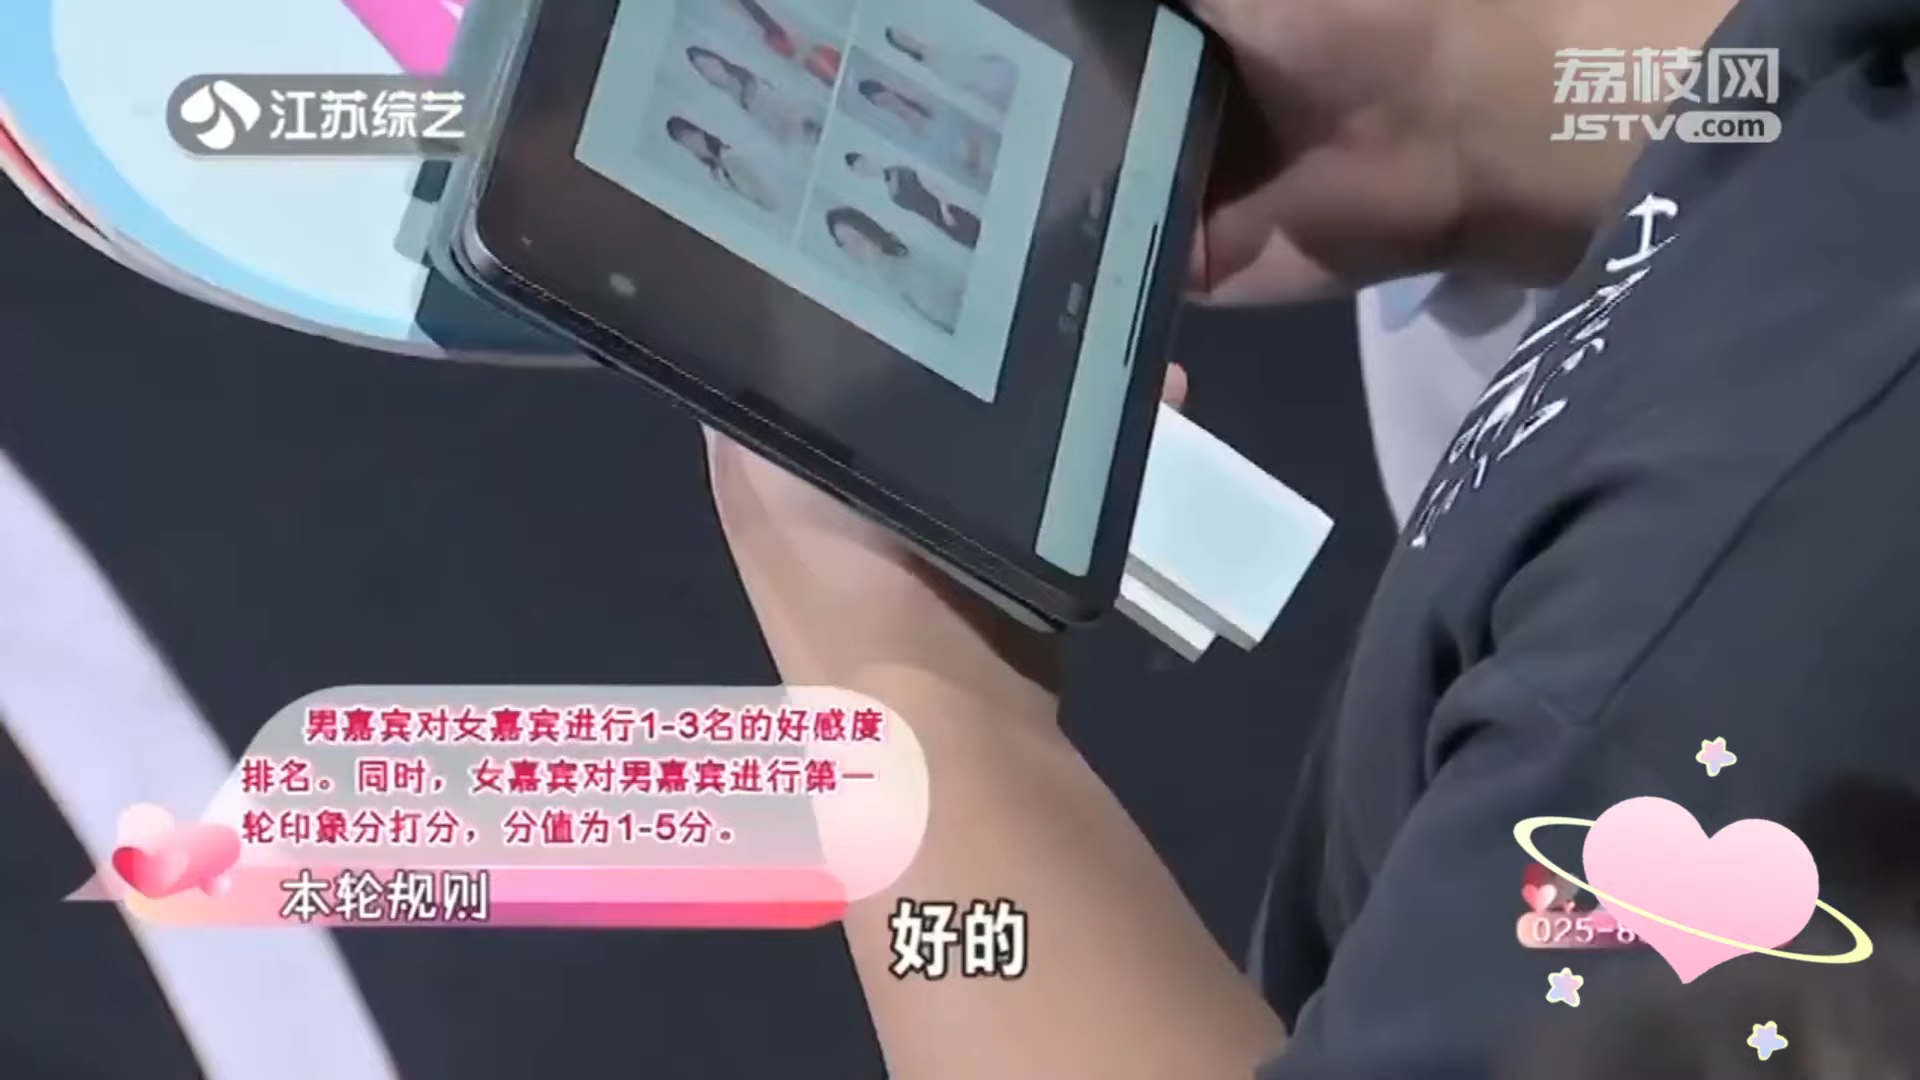 江苏综艺
荔枝网
JSTV.com
男嘉宾对女嘉宾进行1-3名的好感度
排名。同时，女嘉宾对男嘉宾进行第一
轮印象分打分，分值为1-5分。
本轮规则
好的
025-8